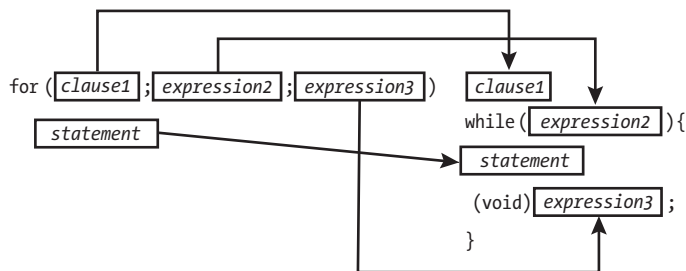 for (clause1 ; expression2 ; expression3 )
statement
clause1
while ( expression2 ) {
statement
(void) expression3 ;
}